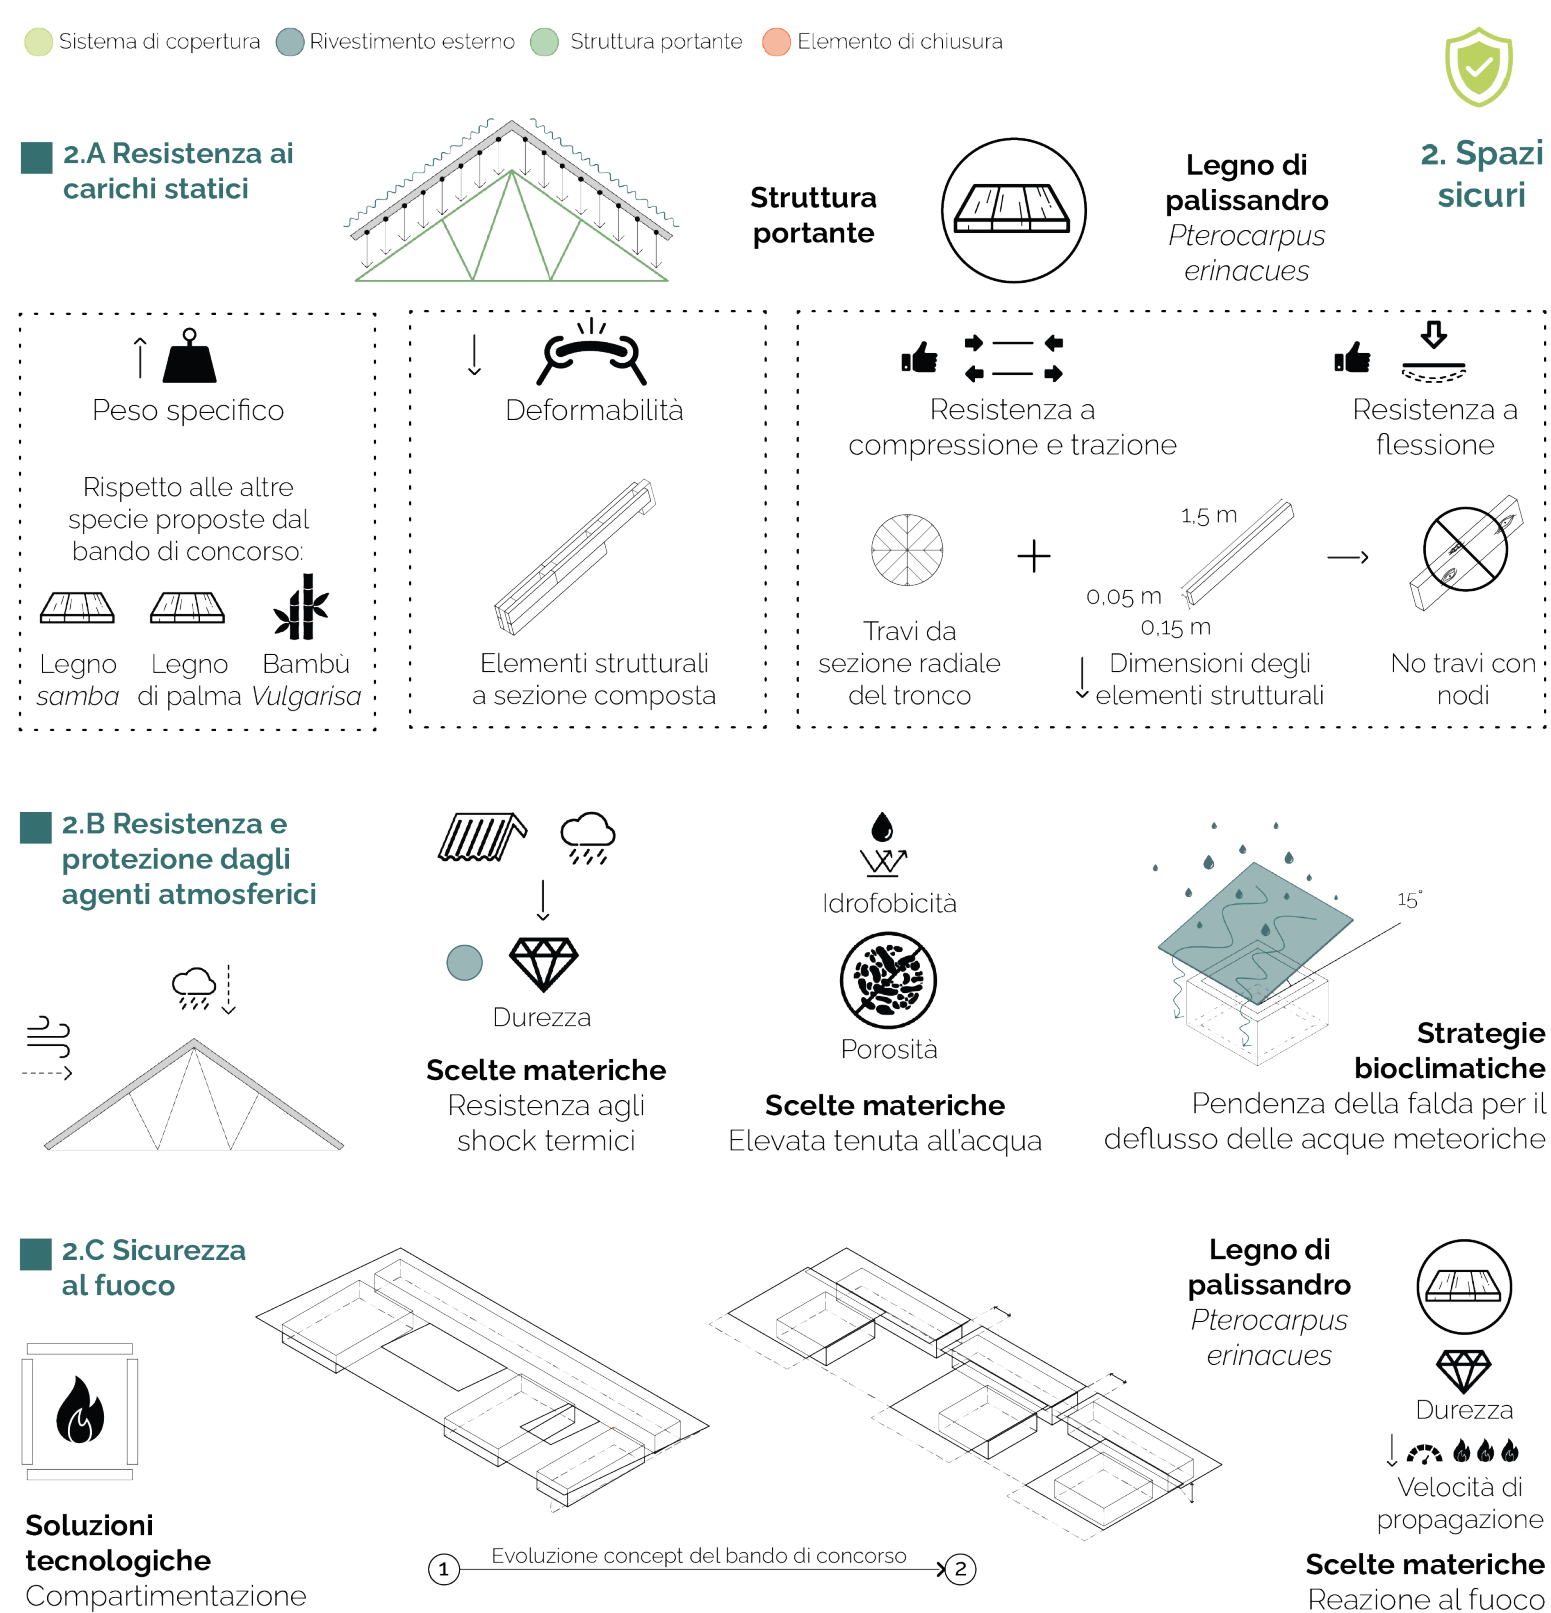 Sistema di copertura
Rivestimento esterno
Struttura portante
Elemento di chiusura
2. Spazi
sicuri
2.A Resistenza ai
carichi statici
Struttura
portante
Legno di
palissandro
Pterocarpus
erinacues
Peso specifico
Rispetto alle altre
specie proposte dal
bando di concorso:
Legno
samba
Legno
di palma
Bambù
Vulgarisa
Deformabilità
Elementi strutturali
a sezione composta
Resistenza a
compressione e trazione
Resistenza a
flessione
Travi da
sezione radiale
del tronco
1,5 m
0,05 m
0,15 m
Dimensioni degli
elementi strutturali
No travi con
nodi
2.B Resistenza e
protezione dagli
agenti atmosferici
Durezza
Scelte materiche
Resistenza agli
shock termici
Idrofobicità
Porosità
Scelte materiche
Elevata tenuta all'acqua
15°
Strategie
bioclimatiche
Pendenza della falda per il
deflusso delle acque meteoriche
2.C Sicurezza
al fuoco
Soluzioni
tecnologiche
Compartimentazione
1
Evoluzione concept del bando di concorso
2
Legno di
palissandro
Pterocarpus
erinacues
Durezza
Velocità di
propagazione
Scelte materiche
Reazione al fuoco